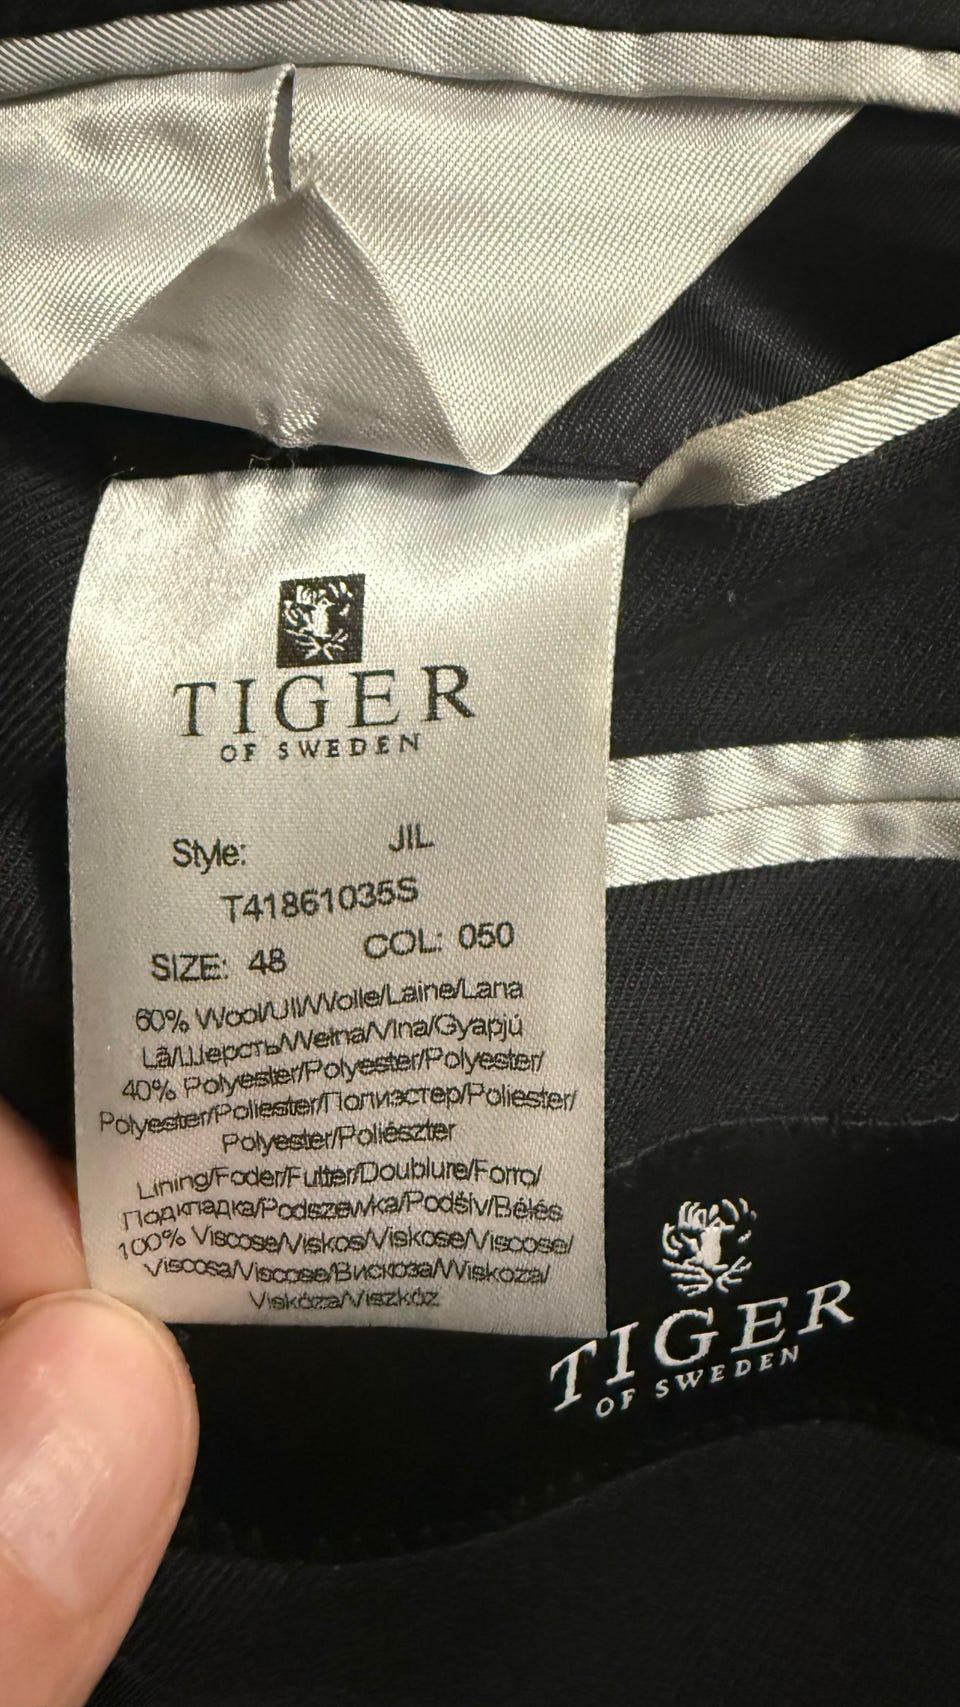 TIGER
OF SWEDEN
Style: JIL
T41861035S
SIZE: 48 COL: 050
60% Wool/Ull/Wolle/Laine/Lana
Lã/Шерсть/Wełna/Vlna/Gyapjú
40% Polyester/Polyester/Polyester/
Polyester/Poliester/Полиэстер/Poliester/
Polyester/Poliészter
Lining/Foder/Futter/Doublure/Forro/
Подкладка/Podszewka/Podšív/Bélés
100% Viscose/Viskos/Viskose/Viscose/
Viscosa/Viscose/Вискоза/Wiskoza/
Viskóza/Viszkóz
TIGER
OF SWEDEN